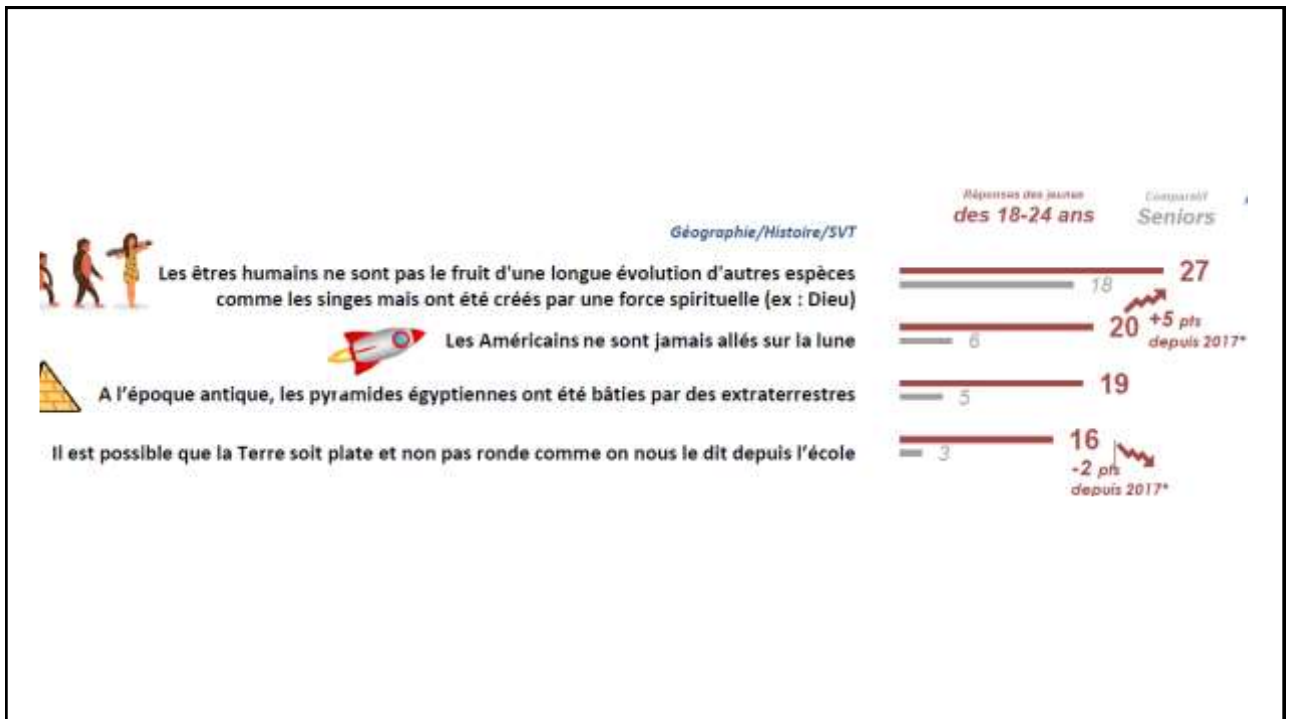 Réponses des jeunes
des 18-24 ans
Comparatif
Seniors
Géographie/Histoire/SVT
Les êtres humains ne sont pas le fruit d'une longue évolution d'autres espèces
comme les singes mais ont été créés par une force spirituelle (ex : Dieu)
27
18
Les Américains ne sont jamais allés sur la lune
20 +5 pts
depuis 2017*
6
A l'époque antique, les pyramides égyptiennes ont été bâties par des extraterrestres
19
5
Il est possible que la Terre soit plate et non pas ronde comme on nous le dit depuis l'école
16
3
-2 pts
depuis 2017*